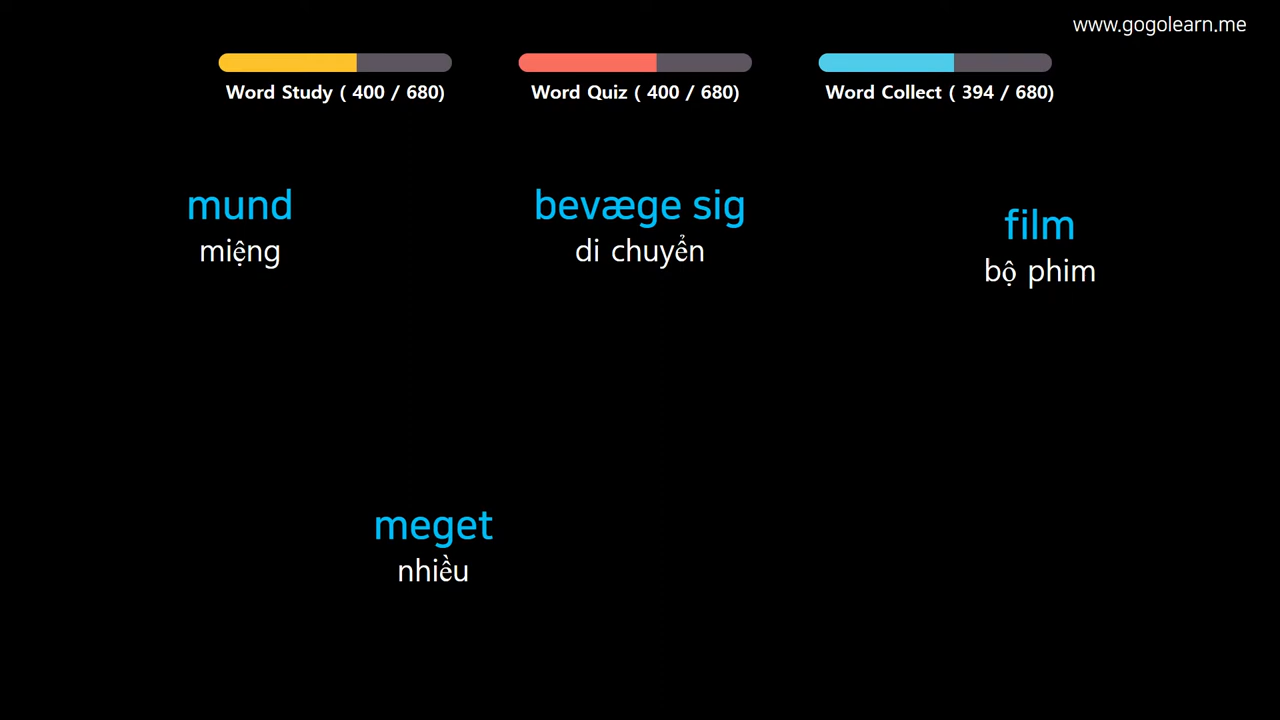 www.gogolearn.me
Word Study ( 400 / 680)
Word Quiz ( 400 / 680)
Word Collect ( 394 / 680)
mund
miệng
bevæge sig
di chuyển
film
bộ phim
meget
nhiều